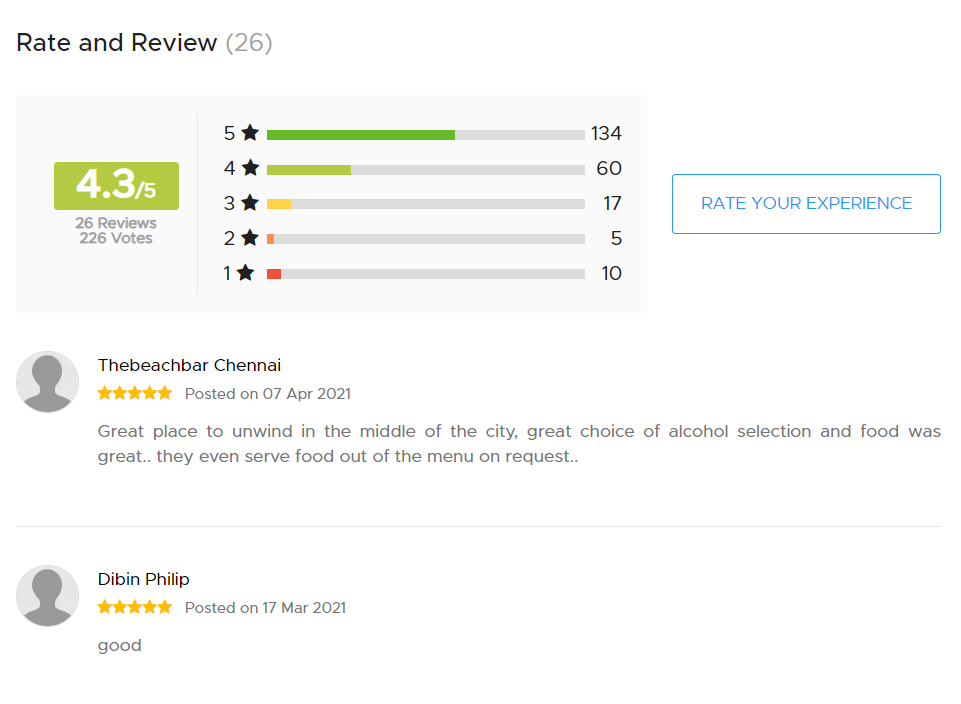 Rate and Review (26)
4.3/5
26 Reviews
226 Votes
5 134
4 60
3 17
2 5
1 10
RATE YOUR EXPERIENCE
Thebeachbar Chennai
Posted on 07 Apr 2021
Great place to unwind in the middle of the city, great choice of alcohol selection and food was
great.. they even serve food out of the menu on request..
Dibin Philip
Posted on 17 Mar 2021
good